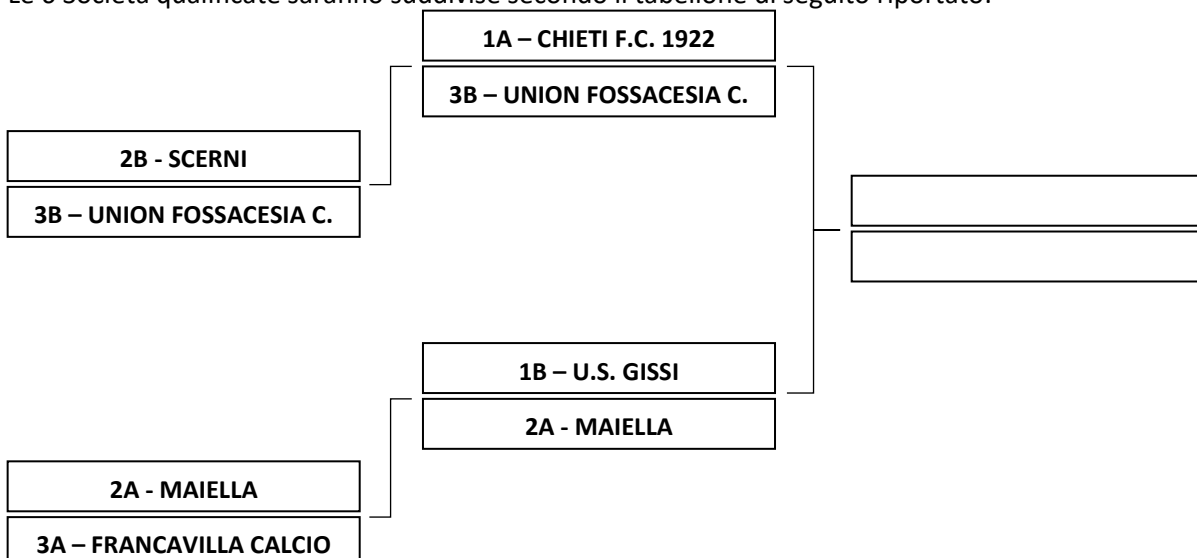 Le 6 Società qualificate saranno suddivise secondo il tabellone di seguito riportato:
1A – CHIETI F.C. 1922
3B – UNION FOSSACESIA C.
2B - SCERNI
3B – UNION FOSSACESIA C.
1B – U.S. GISSI
2A - MAIELLA
2A - MAIELLA
3A – FRANCAVILLA CALCIO